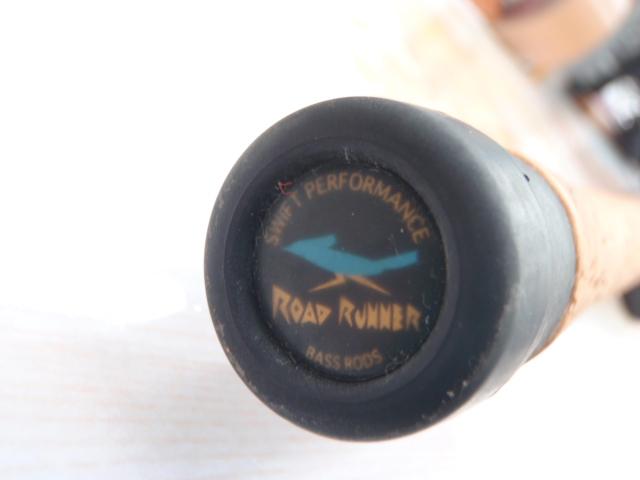 SWIFT PERFORMANCE
ROAD RUNNER
BASS RODS